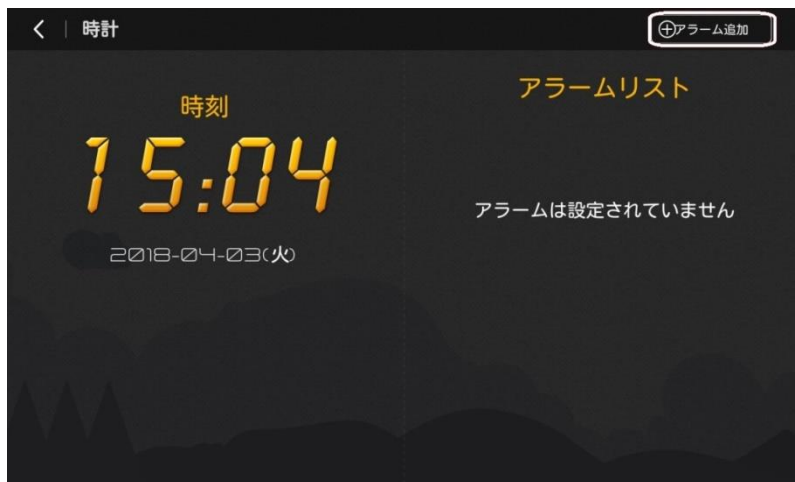 時計
アラーム追加
時刻
15:04
2018-04-03(火)
アラームリスト
アラームは設定されていません